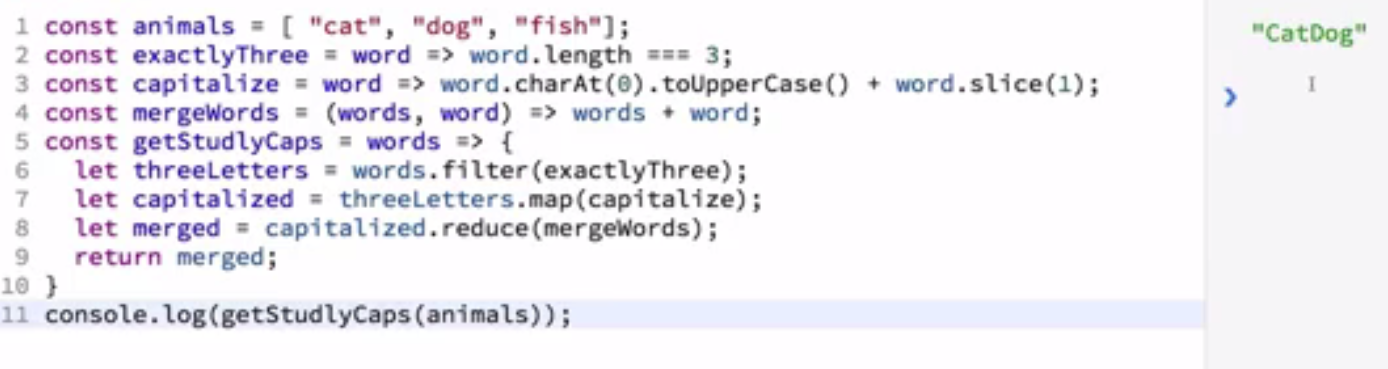 1 const animals = [ "cat", "dog", "fish"];
2 const exactlyThree = word => word.length === 3;
3 const capitalize = word => word.charAt(0).toUpperCase() + word.slice(1);
4 const mergeWords = (words, word) => words + word;
5 const getStudlyCaps = words => {
6   let threeLetters = words.filter(exactlyThree);
7   let capitalized = threeLetters.map(capitalize);
8   let merged = capitalized.reduce(mergeWords);
9   return merged;
10 }
11 console.log(getStudlyCaps(animals));
"CatDog"
❯